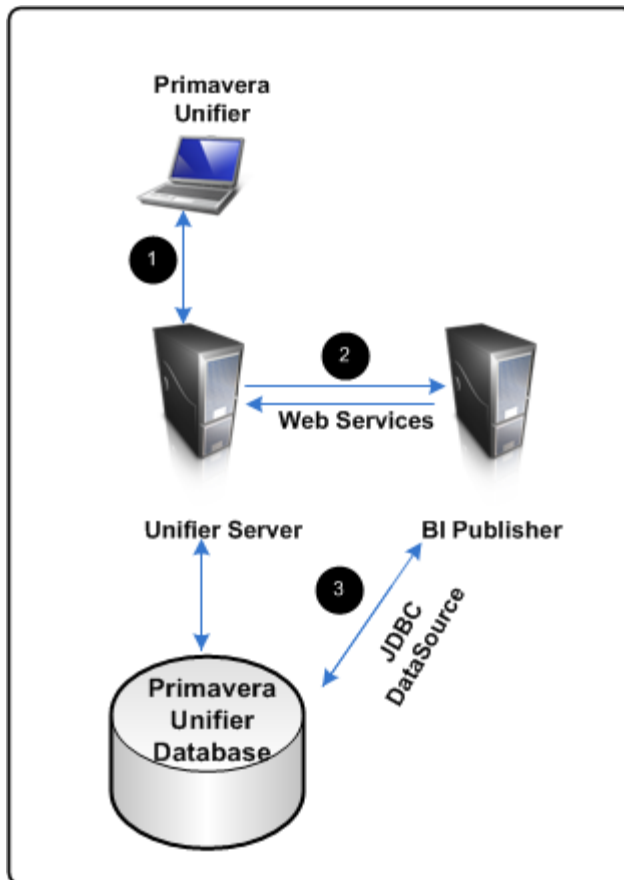 Primavera
Unifier
1
2
Web Services
Unifier Server
BI Publisher
3
JDBC
DataSource
Primavera
Unifier
Database